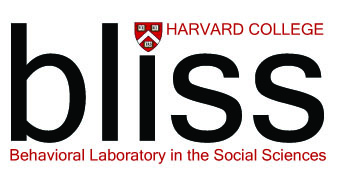 HARVARD COLLEGE
bliss
Behavioral Laboratory in the Social Sciences